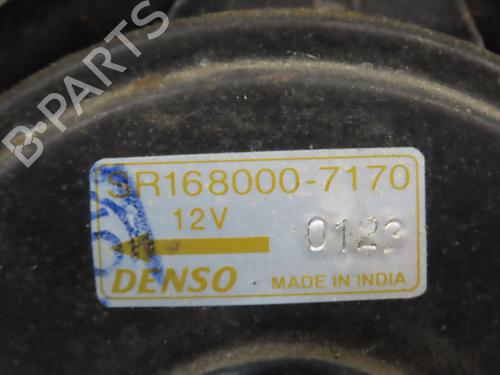 B-PARTS
SR168000-7170
12V
0123
DENSO MADE IN INDIA